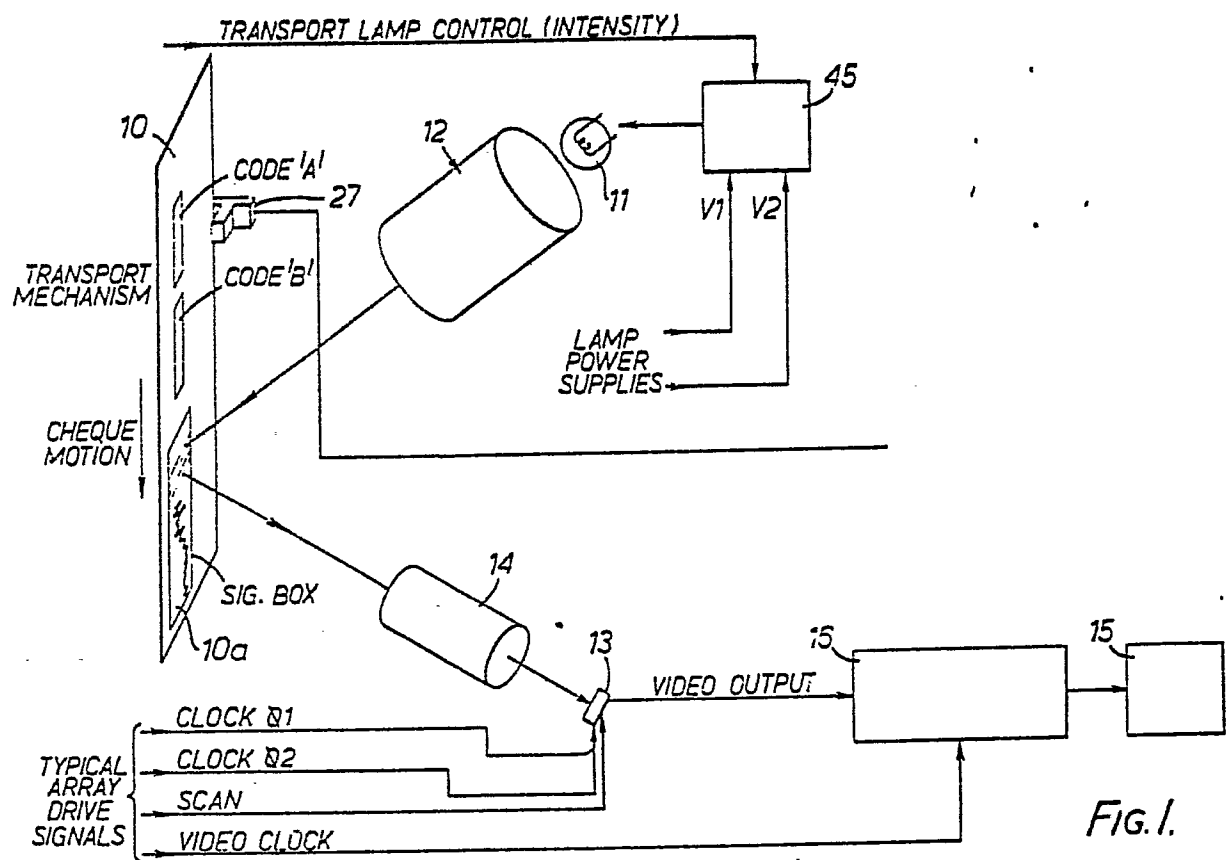 TRANSPORT LAMP CONTROL (INTENSITY)
45
10
12
CODE 'A'
27
11
V1 V2
TRANSPORT
MECHANISM
CODE 'B'
LAMP
POWER
SUPPLIES
CHEQUE
MOTION
SIG. BOX
10a
14
13
VIDEO OUTPUT
15
15
CLOCK Ø1
CLOCK Ø2
SCAN
VIDEO CLOCK
TYPICAL
ARRAY
DRIVE
SIGNALS
FIG. 1.